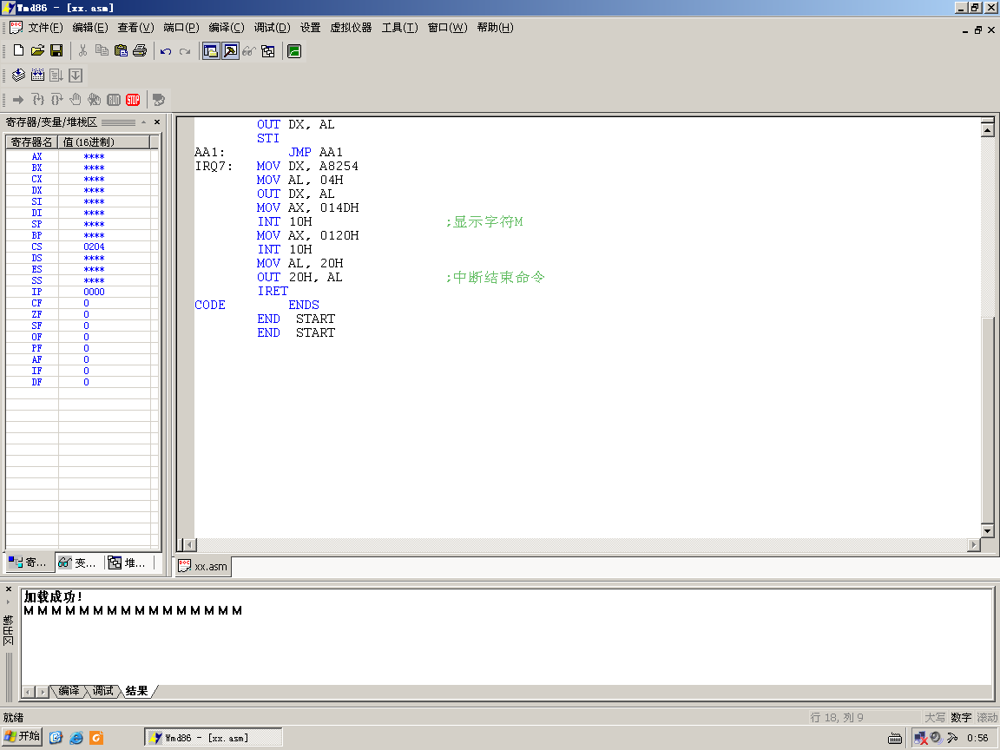 Wmd86 - [xx.asm]
文件(F) 编辑(E) 查看(V) 端口(P) 编译(C) 调试(D) 设置 虚拟仪器 工具(T) 窗口(W) 帮助(H)
寄存器/变量/堆栈区
寄存器名 值(16进制)
AX ****
BX ****
CX ****
DX ****
SI ****
DI ****
SP ****
BP ****
CS 0204
DS ****
ES ****
SS ****
IP 0000
CF 0
ZF 0
SF 0
OF 0
PF 0
AF 0
IF 0
DF 0
寄... 变... 堆...
OUT DX, AL
STI
AA1: JMP AA1
IRQ7: MOV DX, A8254
MOV AL, 04H
OUT DX, AL
MOV AX, 014DH
INT 10H ;显示字符M
MOV AX, 0120H
INT 10H
MOV AL, 20H
OUT 20H, AL ;中断结束命令
IRET
CODE ENDS
END START
END START
xx.asm
加载成功!
M M M M M M M M M M M M M M M M
输出区
编译 调试 结果
就绪
行 18, 列 9 大写 数字 滚动
开始 Wmd86 - [xx.asm] 0:56